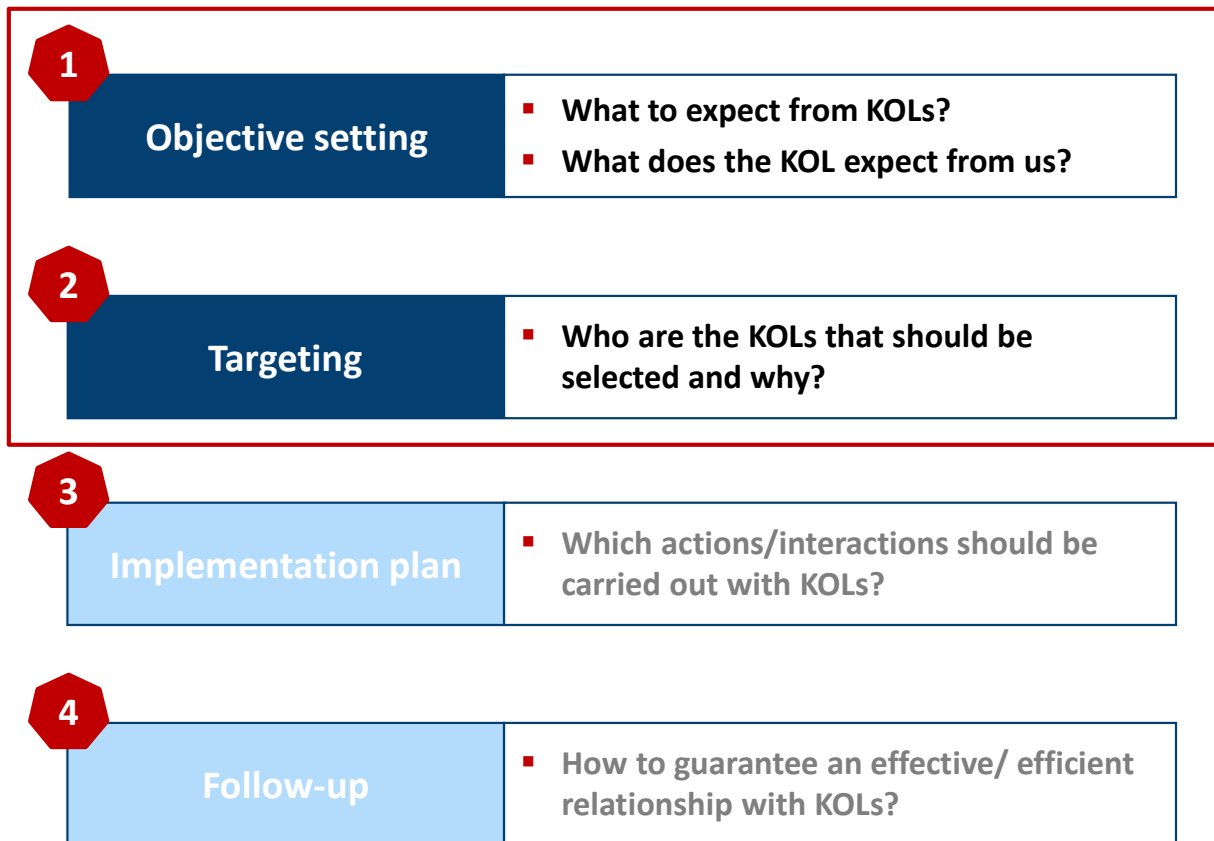 1
Objective setting
▪ What to expect from KOLs?
▪ What does the KOL expect from us?
2
Targeting
▪ Who are the KOLs that should be
selected and why?
3
Implementation plan
▪ Which actions/interactions should be
carried out with KOLs?
4
Follow-up
▪ How to guarantee an effective/ efficient
relationship with KOLs?